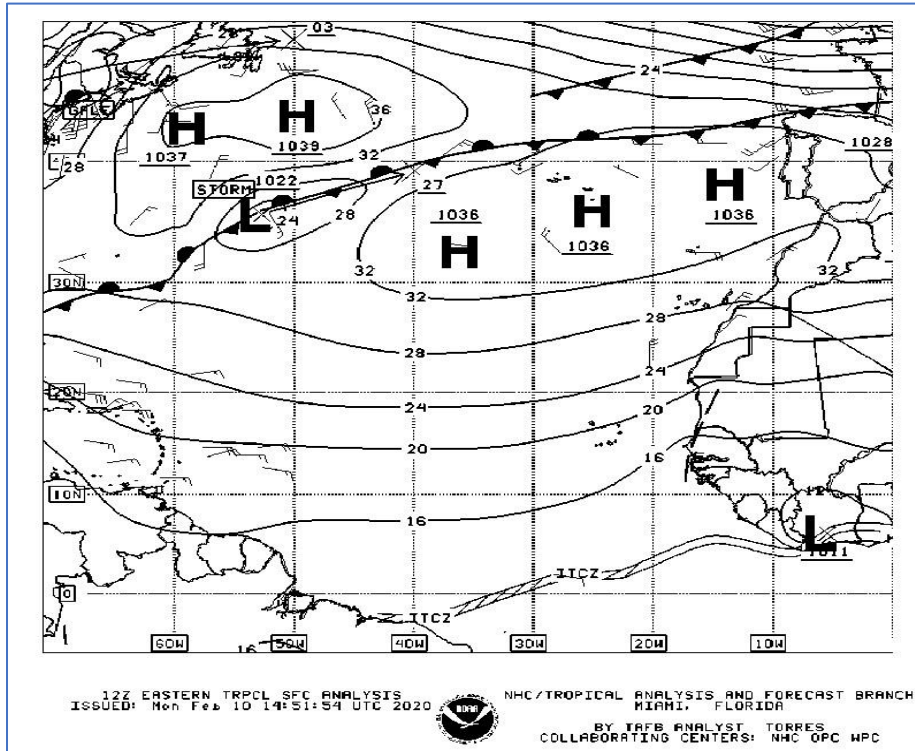 28 03
24
GALE
36
H H
1037 1039
32 1028
28
STORM 1022 27 H
L 24 28 1036 H 1036
H 1036
32 32
30N
32
28
28
24
20N
24 20
20
16
10N
16
L
1011
ITCZ
0
ITCZ
60W 50W 40W 30W 20W 10W
16
12Z EASTERN TRPCL SFC ANALYSIS
ISSUED: Mon Feb 10 14:51:54 UTC 2020
NOAA
NHC/TROPICAL ANALYSIS AND FORECAST BRANCH
MIAMI, FLORIDA
BY TAFB ANALYST TORRES
COLLABORATING CENTERS: NHC OPC WPC